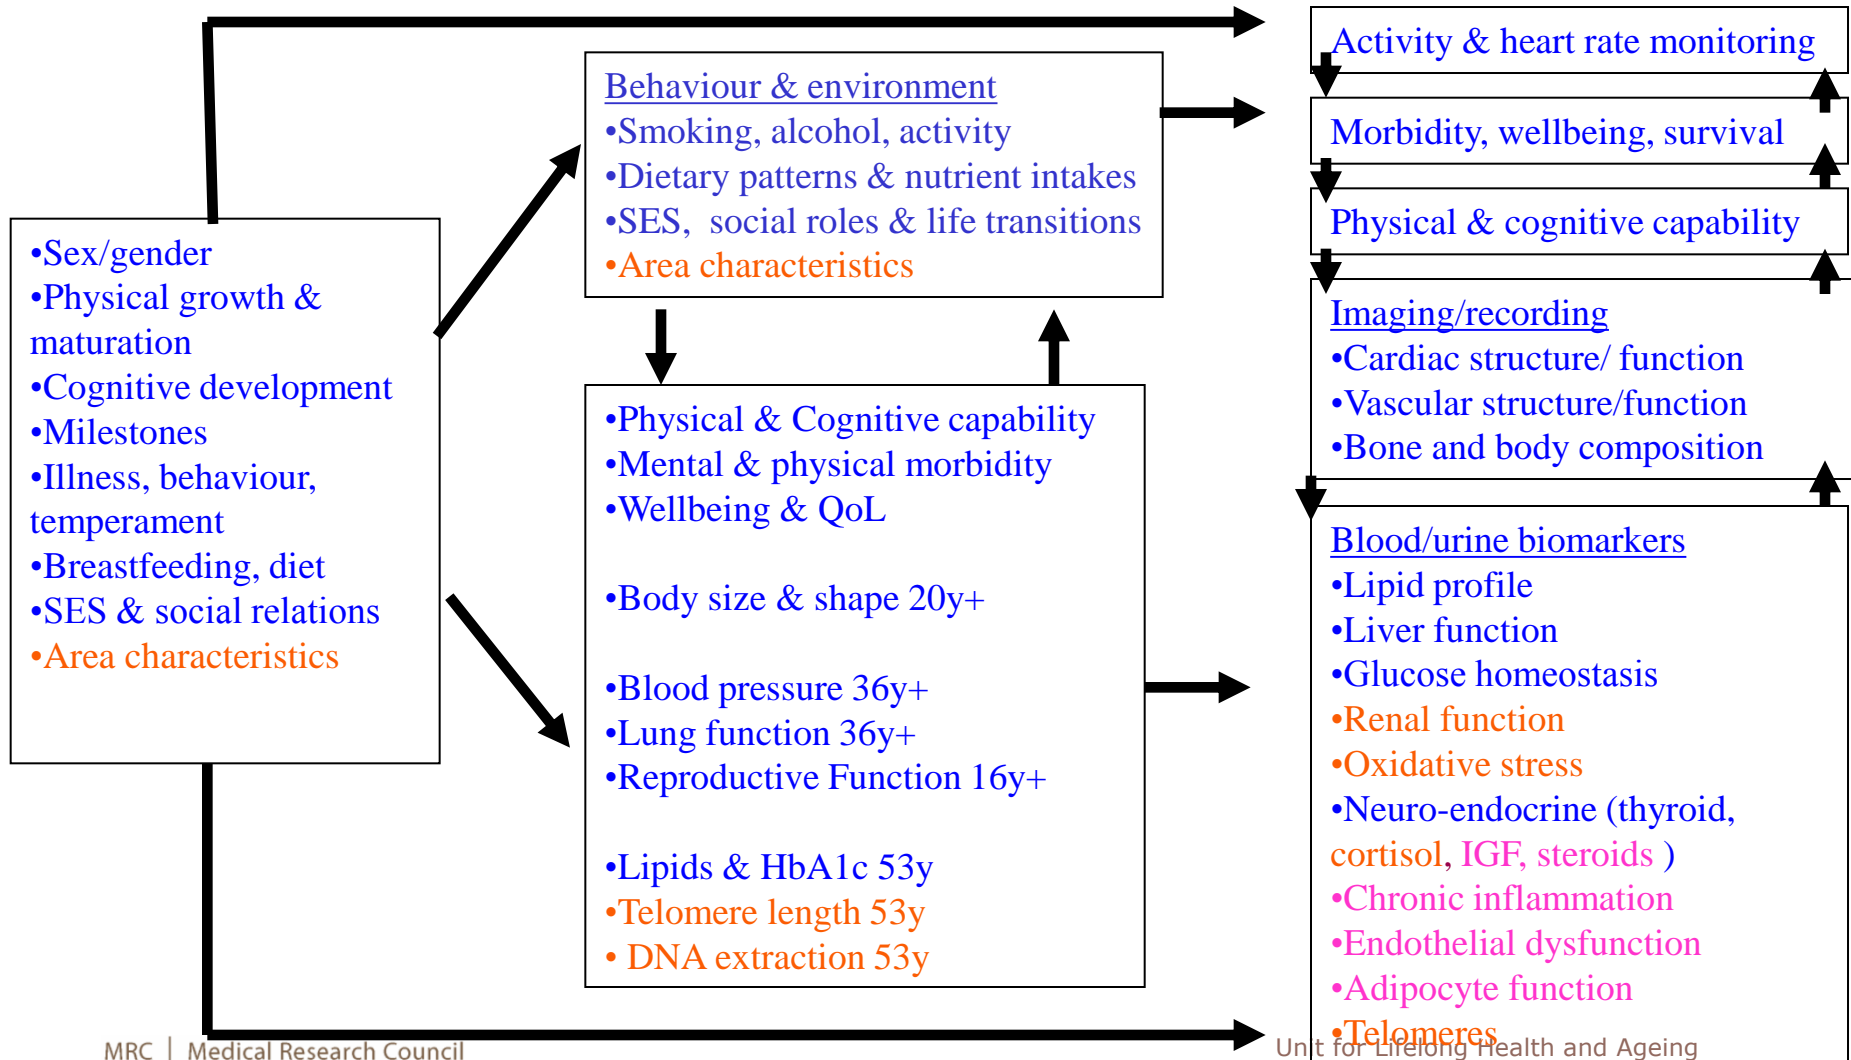 •Sex/gender
•Physical growth &
maturation
•Cognitive development
•Milestones
•Illness, behaviour,
temperament
•Breastfeeding, diet
•SES & social relations
•Area characteristics
Behaviour & environment
•Smoking, alcohol, activity
•Dietary patterns & nutrient intakes
•SES, social roles & life transitions
•Area characteristics
•Physical & Cognitive capability
•Mental & physical morbidity
•Wellbeing & QoL
•Body size & shape 20y+
•Blood pressure 36y+
•Lung function 36y+
•Reproductive Function 16y+
•Lipids & HbA1c 53y
•Telomere length 53y
• DNA extraction 53y
Activity & heart rate monitoring
Morbidity, wellbeing, survival
Physical & cognitive capability
Imaging/recording
•Cardiac structure/ function
•Vascular structure/function
•Bone and body composition
Blood/urine biomarkers
•Lipid profile
•Liver function
•Glucose homeostasis
•Renal function
•Oxidative stress
•Neuro-endocrine (thyroid,
cortisol, IGF, steroids )
•Chronic inflammation
•Endothelial dysfunction
•Adipocyte function
•Telomeres
MRC | Medical Research Council
Unit for Lifelong Health and Ageing